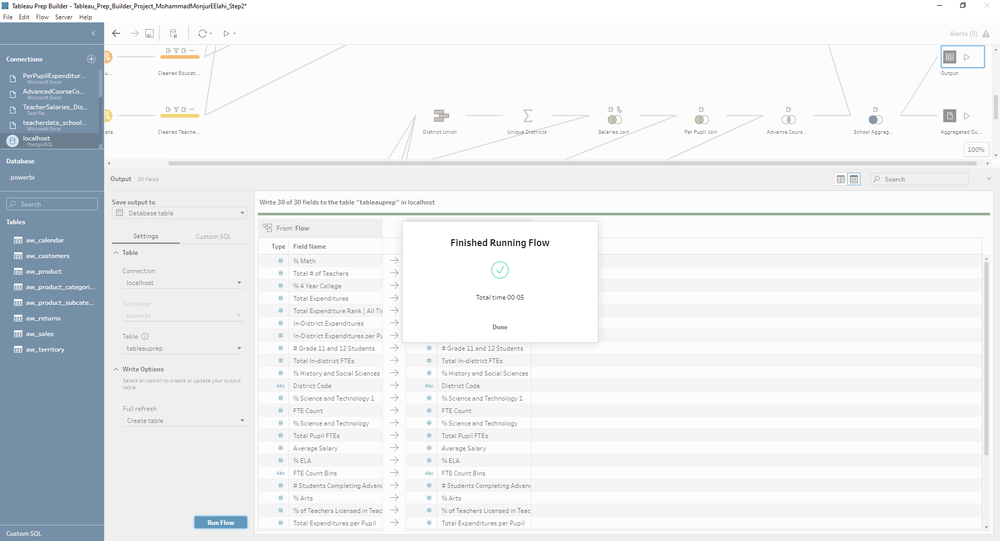 Tableau Prep Builder - Tableau_Prep_Builder_Project_MohammadMonjurEElahi_Step2*
File Edit Flow Server Help
Alerts (0)
Connections
PerPupilExpenditur...
Microsoft Excel
AdvancedCourseCo...
Microsoft Excel
TeacherSalaries_Dis...
Text file
teacherdata_school...
Microsoft Excel
localhost
PostgreSQL
Database
powerbi
Search
Tables
aw_calendar
aw_customers
aw_product
aw_product_categori...
aw_product_subcate...
aw_returns
aw_sales
aw_territory
Custom SQL
u...
Cleaned Educat...
Output
ata
Cleaned Teache...
District Union
Unique Districts
Salaries Join
Per Pupil Join
Advance Cours...
School Aggreg...
Aggregated Ou...
100%
Output 30 fields
Search
Save output to
Database table
Settings Custom SQL
Table
Connection
localhost
Database
powerbi
Table
tableauprep
Write Options
Select an option to create or update your output
table.
Full refresh
Create table
Run Flow
Write 30 of 30 fields to the table "tableauprep" in localhost
From: Flow
Type Field Name
# % Math
# Total # of Teachers
# % 4 Year College
# Total Expenditures
# Total Expenditure Rank | All Ti
# In-District Expenditures
# In-District Expenditures per Pu
# # Grade 11 and 12 Students # # Grade 11 and 12 Students
# Total In-district FTEs # Total In-district FTEs
# % History and Social Sciences # % History and Social Sciences
Abc District Code Abc District Code
# % Science and Technology 1 # % Science and Technology 1
# FTE Count # FTE Count
# % Science and Technology # % Science and Technology
# Total Pupil FTEs # Total Pupil FTEs
# Average Salary # Average Salary
# % ELA # % ELA
Abc FTE Count Bins Abc FTE Count Bins
# # Students Completing Advanc # # Students Completing Advanc
# % Arts # % Arts
# % of Teachers Licensed in Teac # % of Teachers Licensed in Teac
# Total Expenditures per Pupil # Total Expenditures per Pupil
Finished Running Flow
Total time 00:05
Done